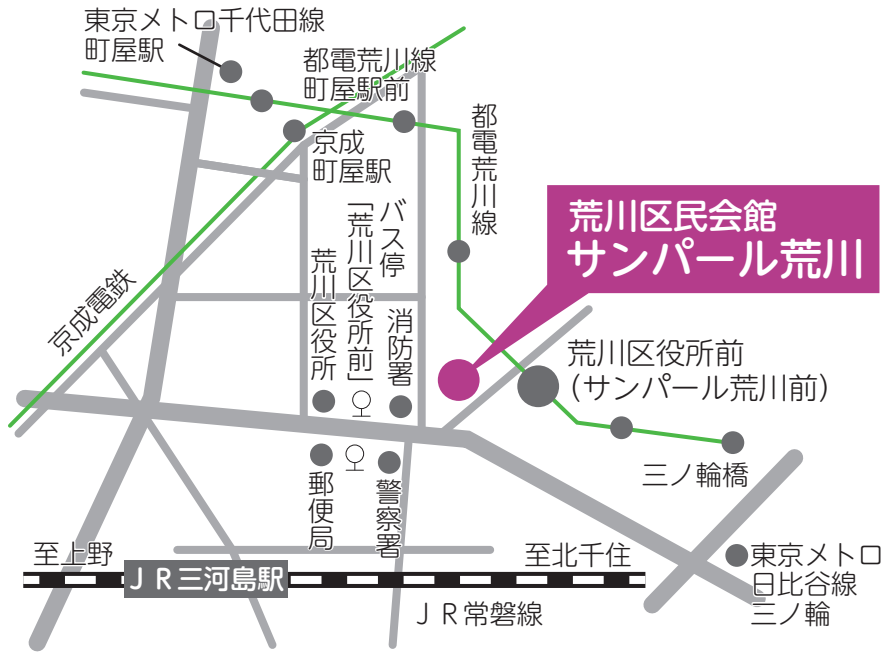 東京メトロ千代田線
町屋駅
都電荒川線
町屋駅前
京成
町屋駅
都電荒川線
荒川区民会館
サンパール荒川
バス停
「荒川区役所前」
荒川区役所
消防署
京成電鉄
荒川区役所前
(サンパール荒川前)
三ノ輪橋
郵便局
警察署
至上野
至北千住
JR三河島駅
JR常磐線
東京メトロ
日比谷線
三ノ輪